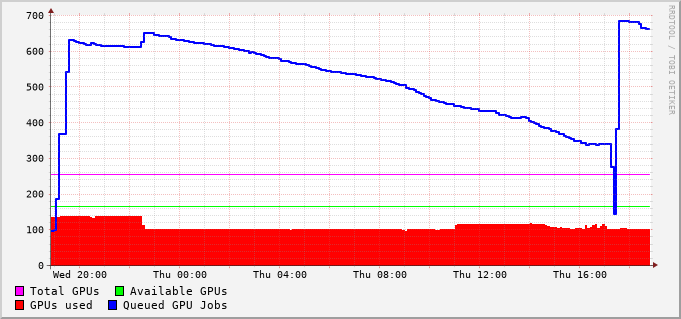 700
600
500
400
300
200
100
0
Wed 20:00 Thu 00:00 Thu 04:00 Thu 08:00 Thu 12:00 Thu 16:00
Total GPUs Available GPUs
GPUs used Queued GPU Jobs
RRDTOOL / TOBI OETIKER